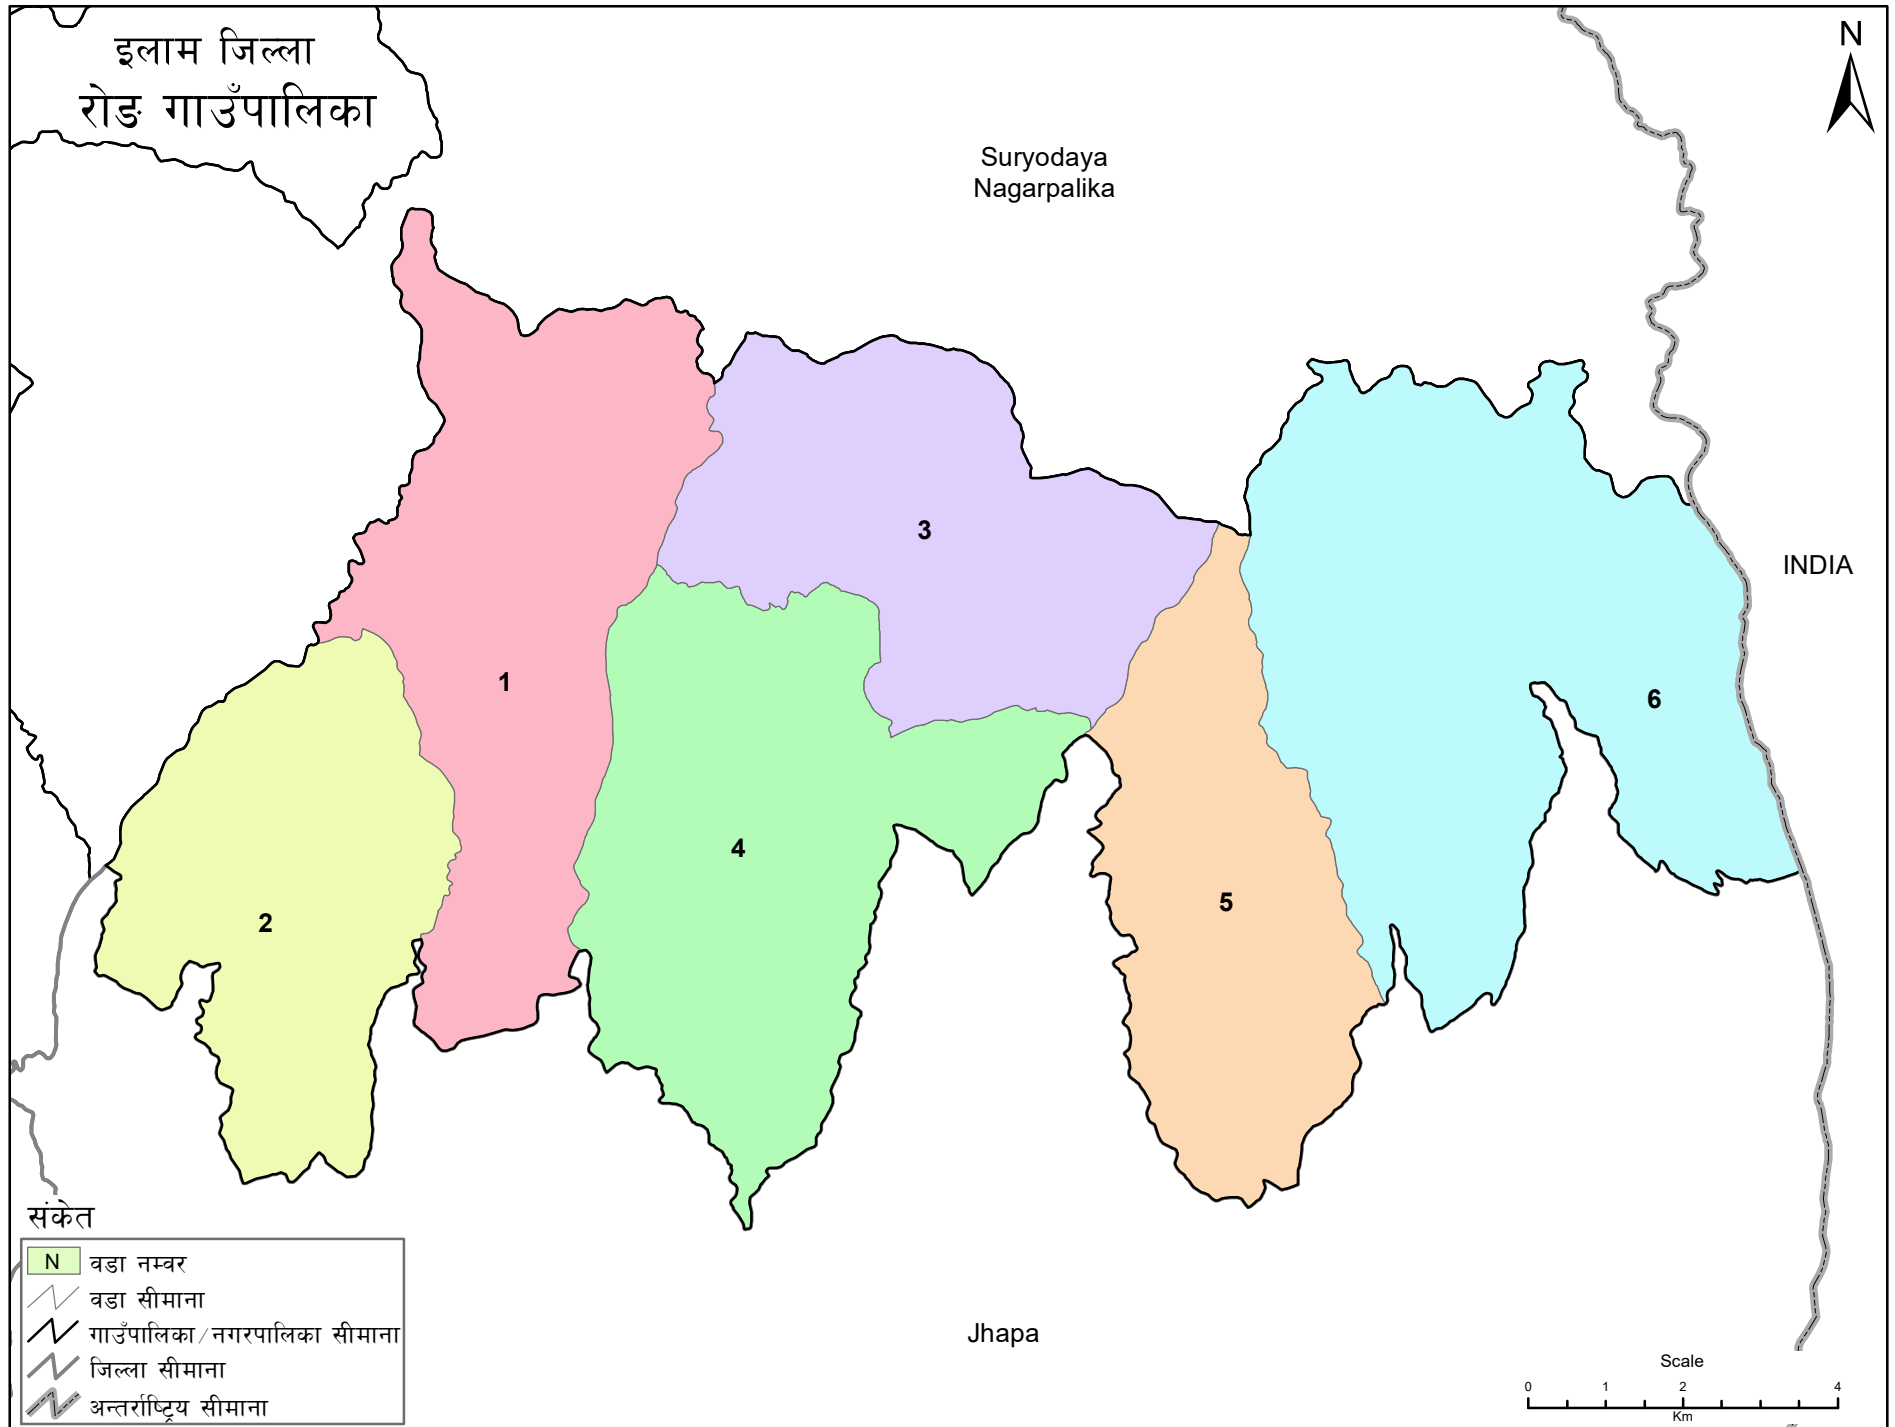 इलाम जिल्ला
रोङ गाउँपालिका
N
Suryodaya
Nagarpalika
INDIA
3
1
6
4
5
2
संकेत
N वडा नम्वर
वडा सीमाना
गाउँपालिका/नगरपालिका सीमाना
जिल्ला सीमाना
अन्तर्राष्ट्रिय सीमाना
Jhapa
Scale
0 1 2 4
Km